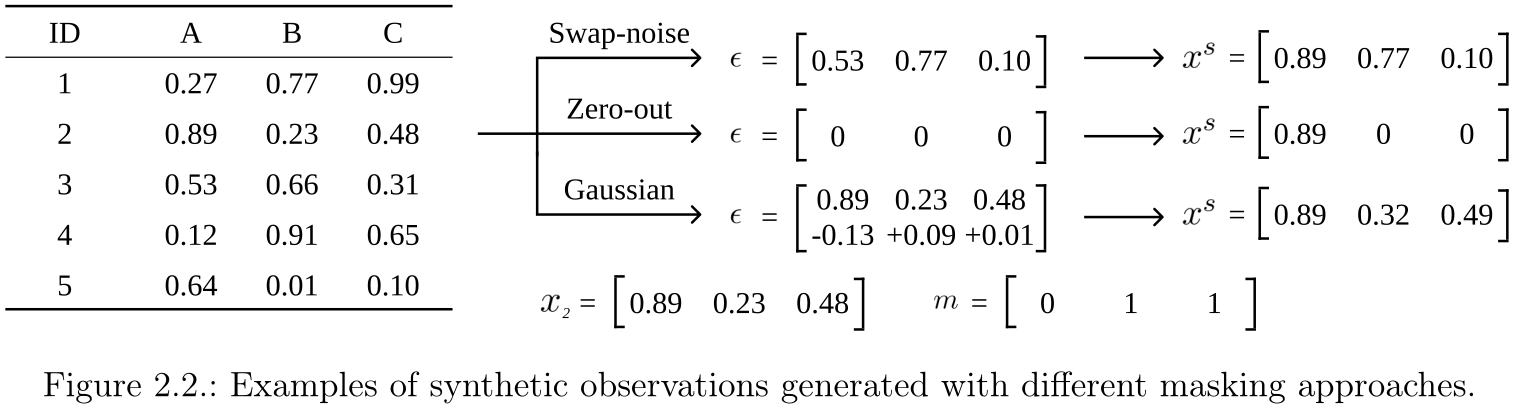 ID A B C
1 0.27 0.77 0.99
2 0.89 0.23 0.48
3 0.53 0.66 0.31
4 0.12 0.91 0.65
5 0.64 0.01 0.10
Swap-noise
ϵ = [0.53 0.77 0.10]
xˢ = [0.89 0.77 0.10]
Zero-out
ϵ = [0 0 0]
xˢ = [0.89 0 0]
Gaussian
ϵ = [0.89 0.23 0.48
-0.13 +0.09 +0.01]
xˢ = [0.89 0.32 0.49]
x₂ = [0.89 0.23 0.48]
m = [0 1 1]
Figure 2.2.: Examples of synthetic observations generated with different masking approaches.